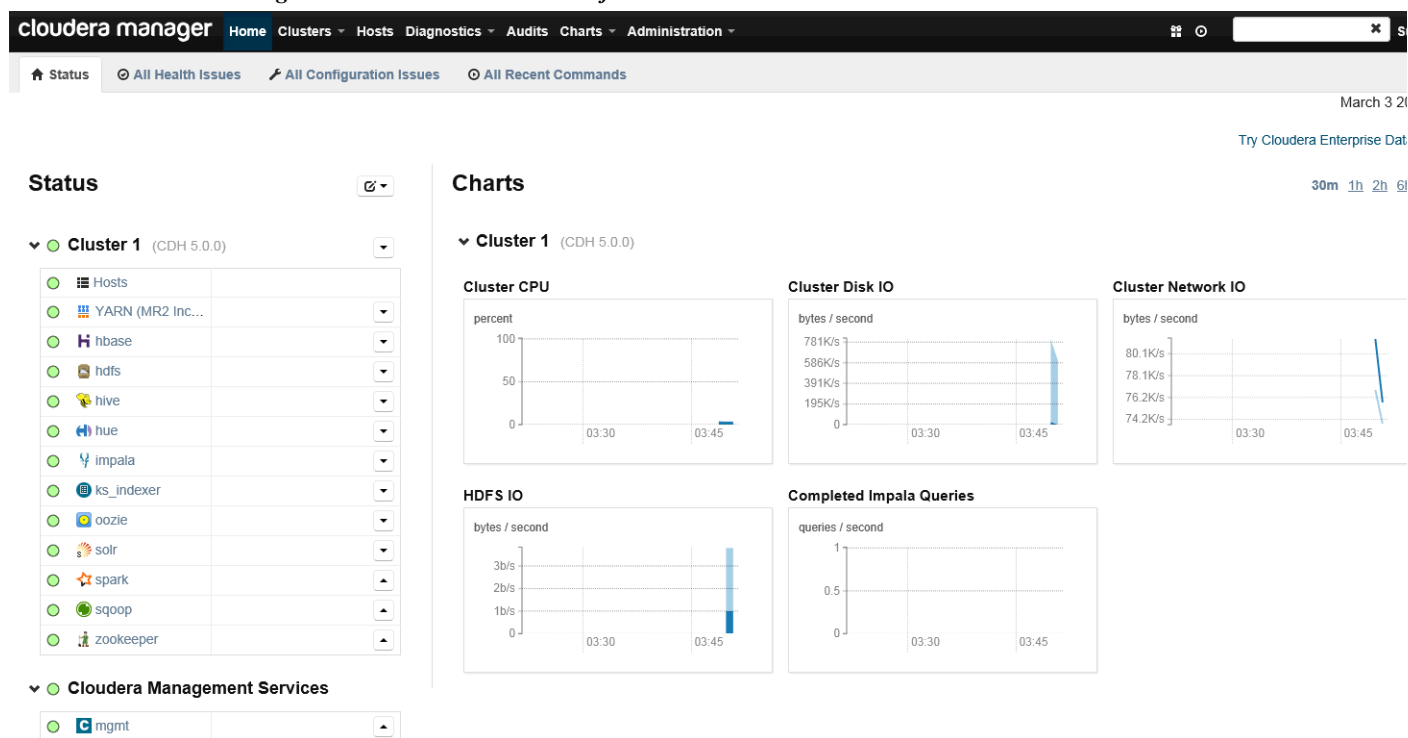 cloudera manager Home Clusters Hosts Diagnostics Audits Charts Administration
Status All Health Issues All Configuration Issues All Recent Commands
March 3 20
Try Cloudera Enterprise Data
Status
Charts
30m 1h 2h 6h
Cluster 1 (CDH 5.0.0)
Hosts
YARN (MR2 Inc...
hbase
hdfs
hive
hue
impala
ks_indexer
oozie
solr
spark
sqoop
zookeeper
Cloudera Management Services
mgmt
Cluster 1 (CDH 5.0.0)
Cluster CPU
percent
100
50
0
03:30 03:45
Cluster Disk IO
bytes / second
781K/s
586K/s
391K/s
195K/s
0
03:30 03:45
Cluster Network IO
bytes / second
80.1K/s
78.1K/s
76.2K/s
74.2K/s
03:30 03:45
HDFS IO
bytes / second
3b/s
2b/s
1b/s
0
03:30 03:45
Completed Impala Queries
queries / second
1
0.5
0
03:30 03:45